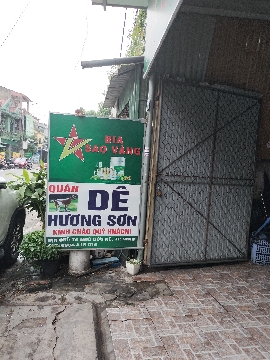 BIA
SAO VÀNG
QUÁN
DÊ
HƯƠNG SƠN
KÍNH CHÀO QUÝ KHÁCH!